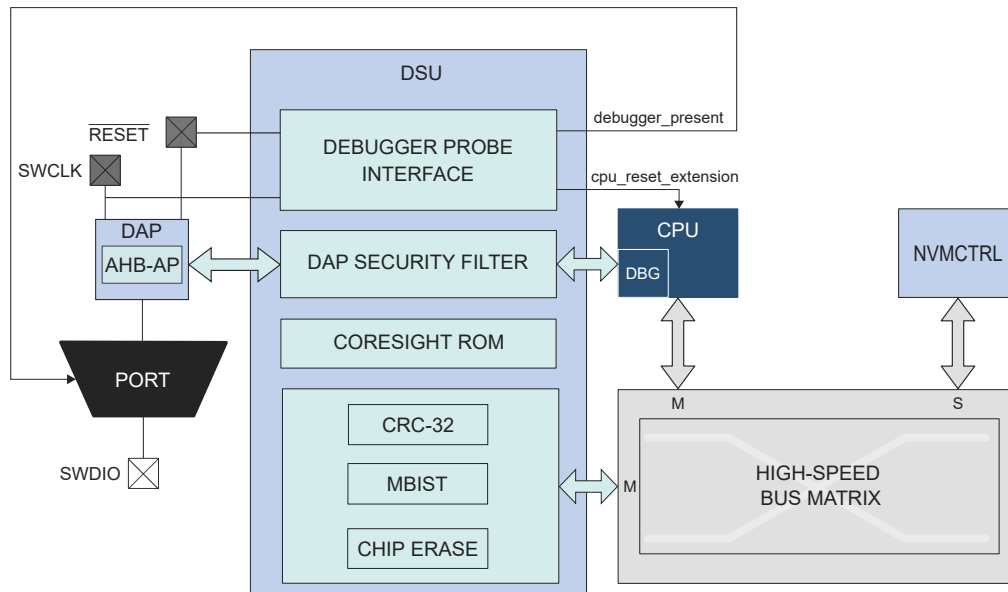 DSU
debugger_present
RESET
DEBUGGER PROBE
INTERFACE
SWCLK
cpu_reset_extension
DAP
CPU
AHB-AP
DAP SECURITY FILTER
DBG
NVMCTRL
CORESIGHT ROM
PORT
M
S
CRC-32
SWDIO
MBIST
M
HIGH-SPEED
BUS MATRIX
CHIP ERASE